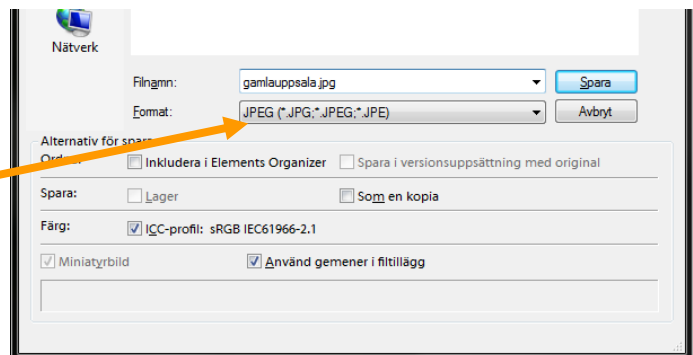 Nätverk
Filnamn: gamlauppsala.jpg Spara
Format: JPEG (*.JPG;*.JPEG;*.JPE) Avbryt
Alternativ för spara
Inkludera i Elements Organizer Spara i versionsuppsättning med original
Spara: Lager Som en kopia
Färg: ICC-profil: sRGB IEC61966-2.1
Miniatyrbild Använd gemener i filtillägg